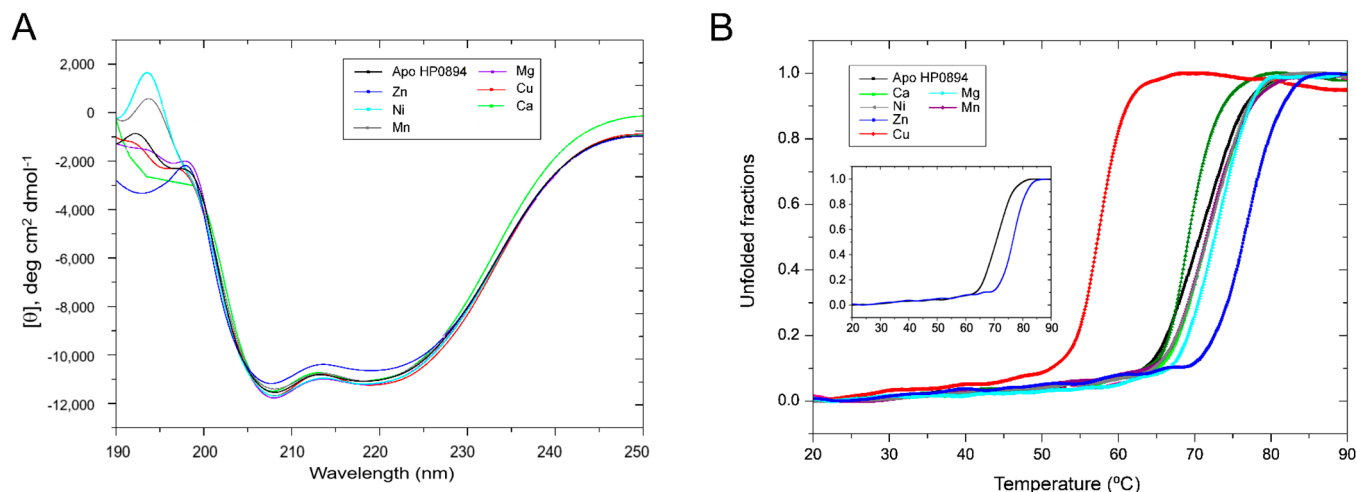 A
[θ], deg cm² dmol⁻¹
2,000
0
-2,000
-4,000
-6,000
-8,000
-10,000
-12,000
Apo HP0894
Zn
Ni
Mn
Mg
Cu
Ca
190 200 210 220 230 240 250
Wavelength (nm)
B
Unfolded fractions
1.0
0.8
0.6
0.4
0.2
0.0
Apo HP0894
Ca
Ni
Zn
Cu
Mg
Mn
1.0
0.8
0.6
0.4
0.2
0.0
20 30 40 50 60 70 80 90
20 30 40 50 60 70 80 90
Temperature (ºC)